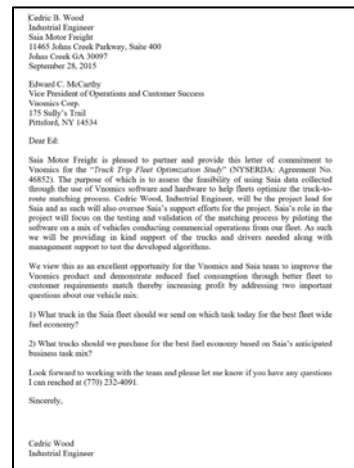 Cedric B. Wood
Industrial Engineer
Saia Motor Freight
11465 Johns Creek Parkway, Suite 400
Johns Creek GA 30097
September 28, 2015
Edward C. McCarthy
Vice President of Operations and Customer Success
Vnomics Corp.
175 Sully's Trail
Pittsford, NY 14534
Dear Ed:
Saia Motor Freight is pleased to partner and provide this letter of commitment to
Vnomics for the "Truck Trip Fleet Optimization Study" (NYSERDA: Agreement No.
46852). The purpose of which is to assess the feasibility of using Saia data collected
through the use of Vnomics software and hardware to help fleets optimize the truck-to-
route matching process. Cedric Wood, Industrial Engineer, will be the project lead for
Saia and as such will also oversee Saia's support efforts for the project. Saia's role in the
project will focus on the testing and validation of the matching process by piloting the
software on a mix of vehicles conducting commercial operations from our fleet. As such
we will be providing in kind support of the trucks and drivers needed along with
management support to test the developed algorithms.
We view this as an excellent opportunity for the Vnomics and Saia team to improve the
Vnomics product and demonstrate reduced fuel consumption through better fleet to
customer requirements match thereby increasing profit by addressing two important
questions about our vehicle mix:
1) What truck in the Saia fleet should we send on which task today for the best fleet wide
fuel economy?
2) What trucks should we purchase for the best fuel economy based on Saia's anticipated
business task mix?
Look forward to working with the team and please let me know if you have any questions
I can reached at (770) 232-4091.
Sincerely,
Cedric Wood
Industrial Engineer